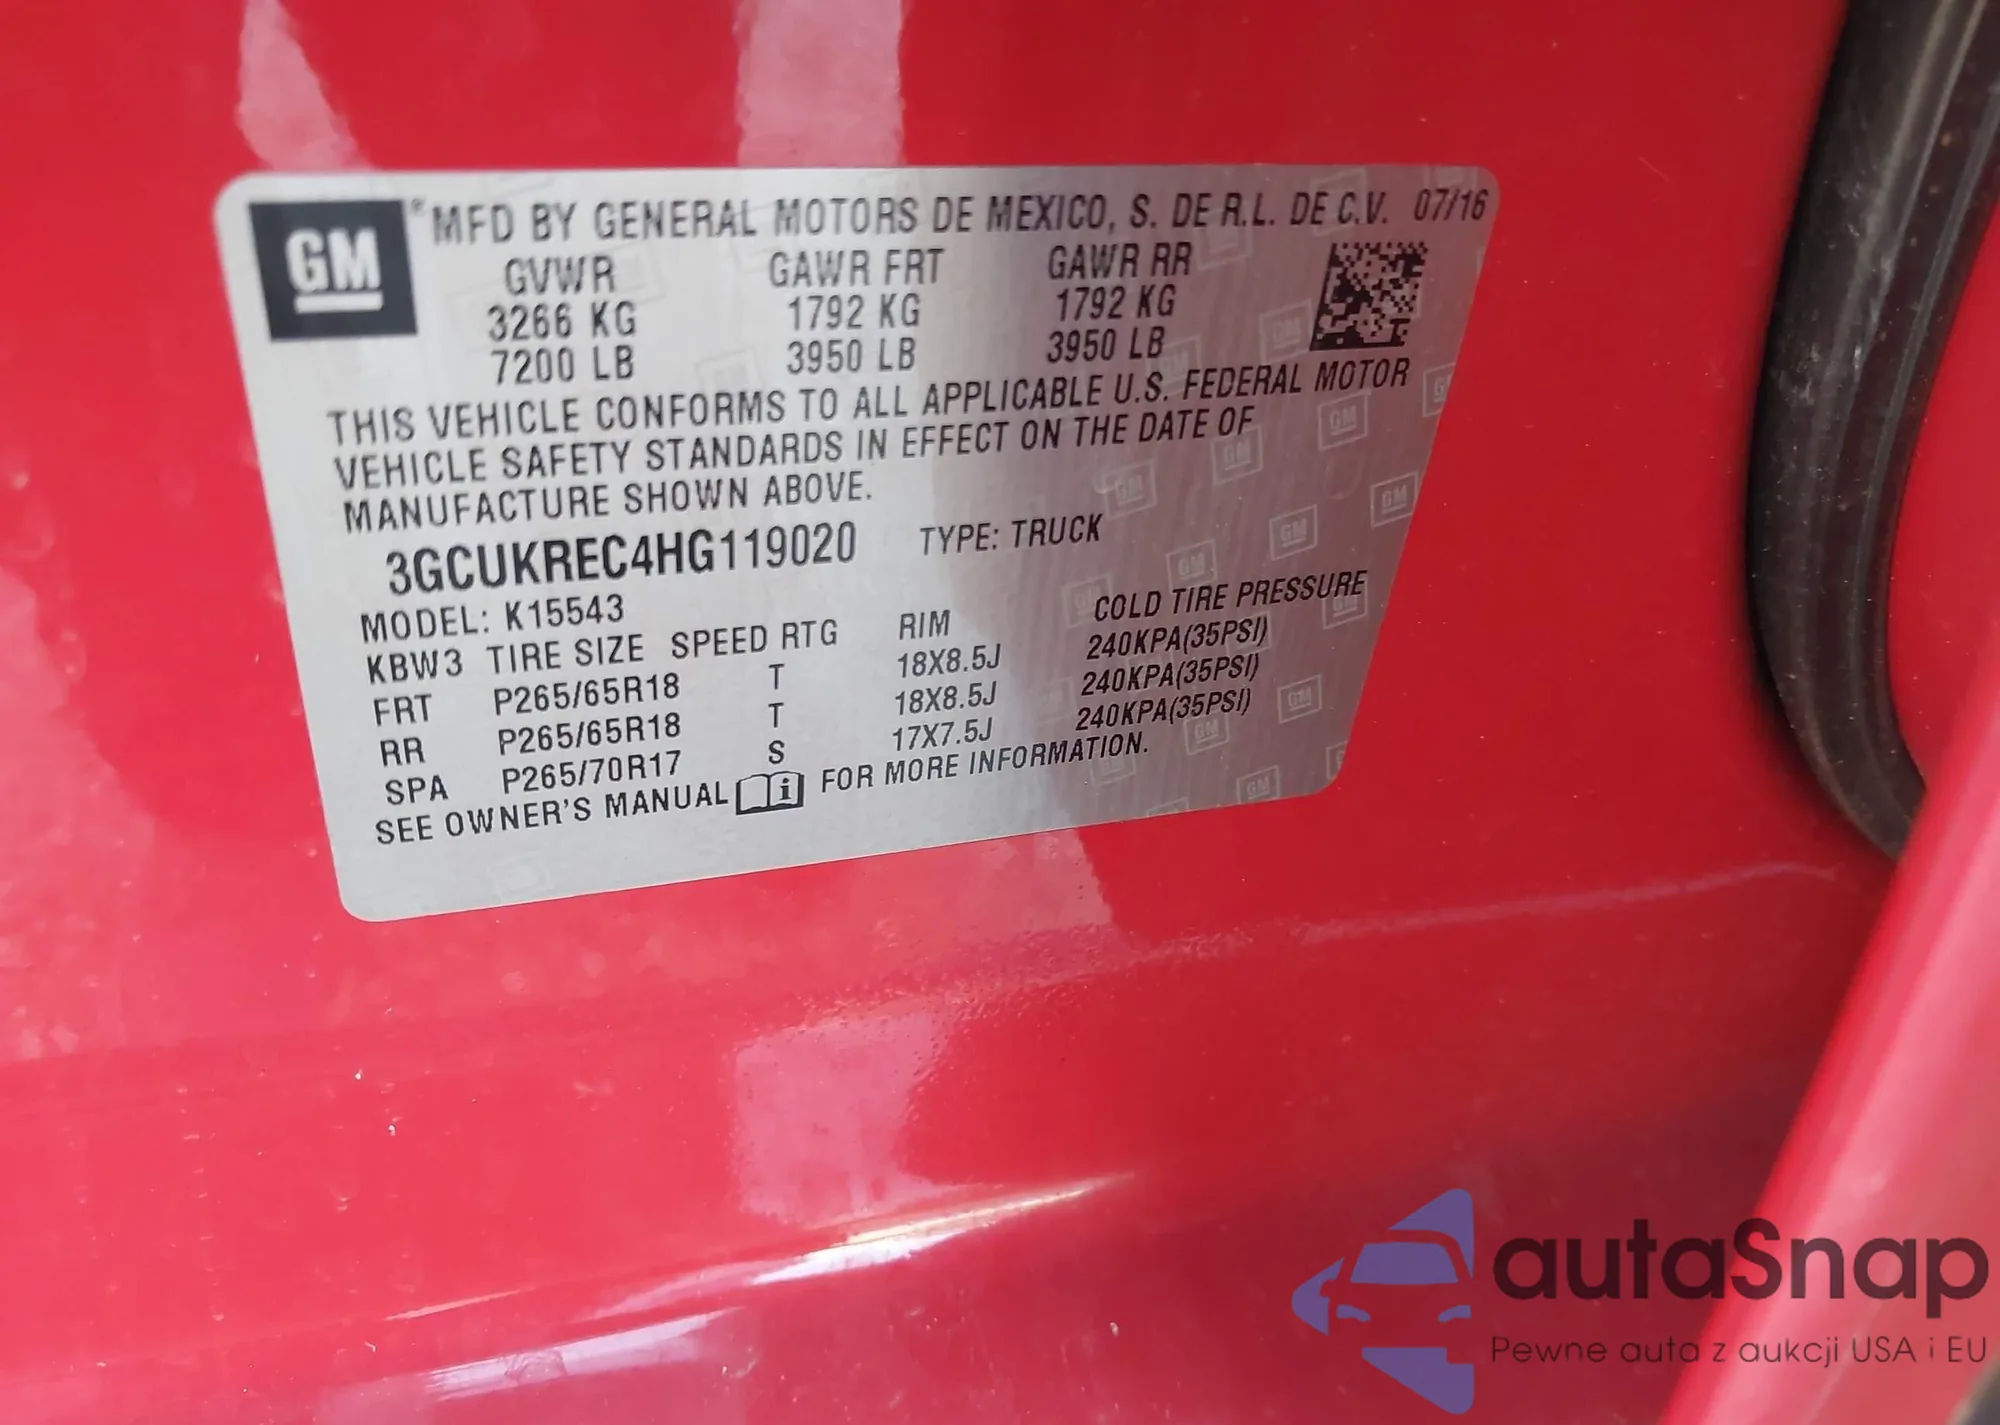 GM ® MFD BY GENERAL MOTORS DE MEXICO, S. DE R.L. DE C.V. 07/16
GVWR GAWR FRT GAWR RR
3266 KG 1792 KG 1792 KG
7200 LB 3950 LB 3950 LB
THIS VEHICLE CONFORMS TO ALL APPLICABLE U.S. FEDERAL MOTOR
VEHICLE SAFETY STANDARDS IN EFFECT ON THE DATE OF
MANUFACTURE SHOWN ABOVE.
3GCUKREC4HG119020 TYPE: TRUCK
MODEL: K15543
KBW3 TIRE SIZE SPEED RTG RIM COLD TIRE PRESSURE
FRT P265/65R18 T 18X8.5J 240KPA(35PSI)
RR P265/65R18 T 18X8.5J 240KPA(35PSI)
SPA P265/70R17 S 17X7.5J 240KPA(35PSI)
SEE OWNER'S MANUAL i FOR MORE INFORMATION.
autaSnap
Pewne auta z aukcji USA i EU